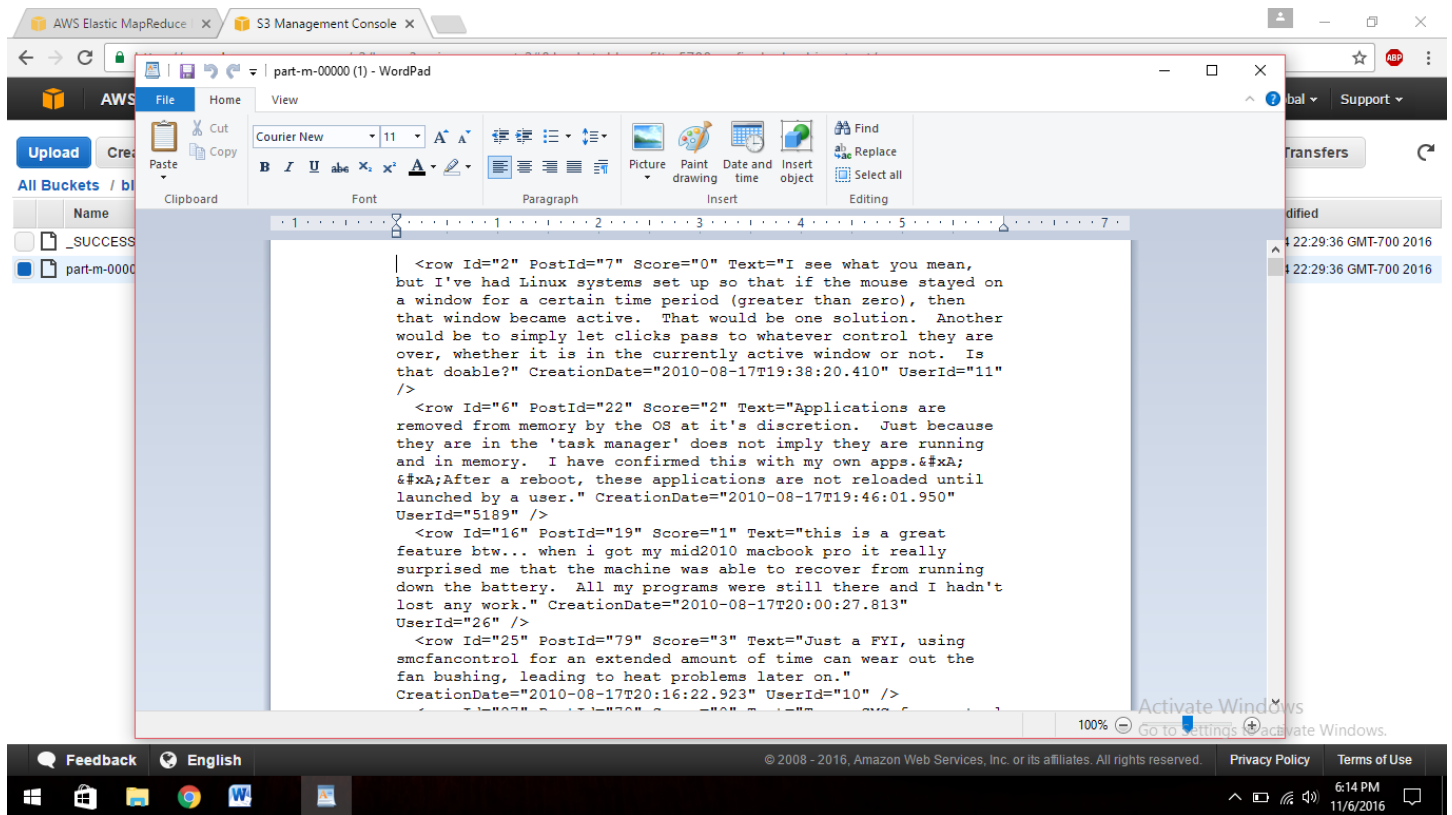 AWS Elastic MapReduce
S3 Management Console
part-m-00000 (1) - WordPad
AWS
File Home View
bal Support
Upload Crea
Paste
Cut
Copy
Courier New 11
B I U abc X₂ x² A
Picture Paint drawing Date and time Insert object
Find
Replace
Select all
Transfers
Clipboard Font Paragraph Insert Editing
All Buckets / bl
Name dified
1 1 2 3 4 5 7
_SUCCESS 4 22:29:36 GMT-700 2016
part-m-0000 4 22:29:36 GMT-700 2016
<row Id="2" PostId="7" Score="0" Text="I see what you mean,
but I've had Linux systems set up so that if the mouse stayed on
a window for a certain time period (greater than zero), then
that window became active.  That would be one solution.  Another
would be to simply let clicks pass to whatever control they are
over, whether it is in the currently active window or not.  Is
that doable?" CreationDate="2010-08-17T19:38:20.410" UserId="11"
/>
<row Id="6" PostId="22" Score="2" Text="Applications are
removed from memory by the OS at it's discretion.  Just because
they are in the 'task manager' does not imply they are running
and in memory.  I have confirmed this with my own apps.&#xA;
&#xA;After a reboot, these applications are not reloaded until
launched by a user." CreationDate="2010-08-17T19:46:01.950"
UserId="5189" />
<row Id="16" PostId="19" Score="1" Text="this is a great
feature btw... when i got my mid2010 macbook pro it really
surprised me that the machine was able to recover from running
down the battery.  All my programs were still there and I hadn't
lost any work." CreationDate="2010-08-17T20:00:27.813"
UserId="26" />
<row Id="25" PostId="79" Score="3" Text="Just a FYI, using
smcfancontrol for an extended amount of time can wear out the
fan bushing, leading to heat problems later on."
CreationDate="2010-08-17T20:16:22.923" UserId="10" />
100%
Activate Windows
Go to Settings to activate Windows.
Feedback English © 2008 - 2016, Amazon Web Services, Inc. or its affiliates. All rights reserved. Privacy Policy Terms of Use
6:14 PM
11/6/2016